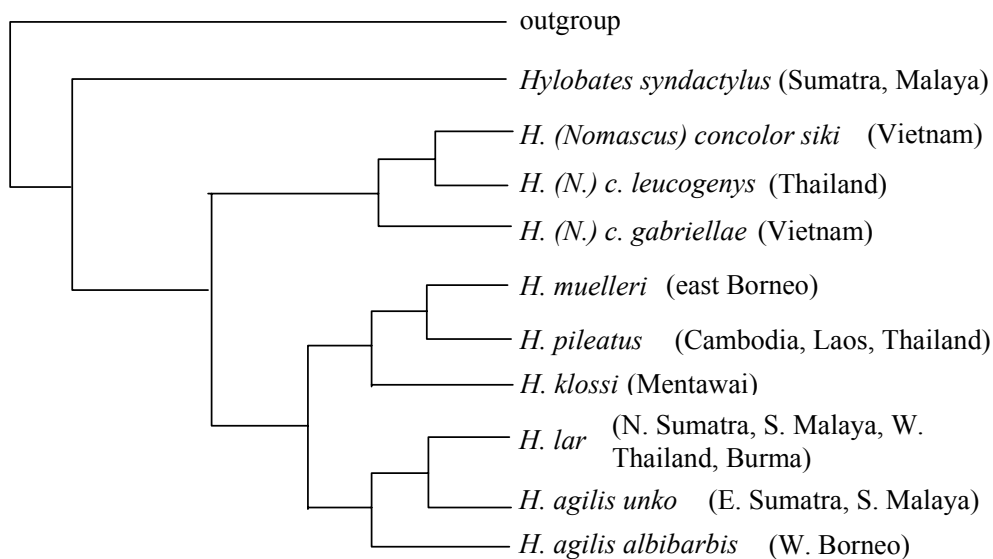 outgroup
Hylobates syndactylus (Sumatra, Malaya)
H. (Nomascus) concolor siki (Vietnam)
H. (N.) c. leucogenys (Thailand)
H. (N.) c. gabriellae (Vietnam)
H. muelleri (east Borneo)
H. pileatus (Cambodia, Laos, Thailand)
H. klossi (Mentawai)
H. lar (N. Sumatra, S. Malaya, W.
Thailand, Burma)
H. agilis unko (E. Sumatra, S. Malaya)
H. agilis albibarbis (W. Borneo)